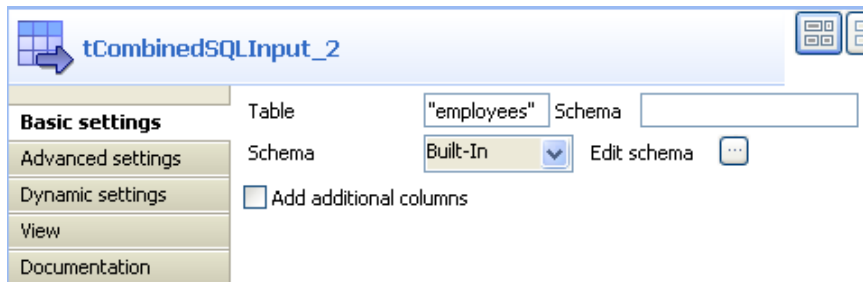 tCombinedSQLInput_2
Basic settings
Advanced settings
Dynamic settings
View
Documentation
Table "employees" Schema
Schema Built-In Edit schema ...
Add additional columns